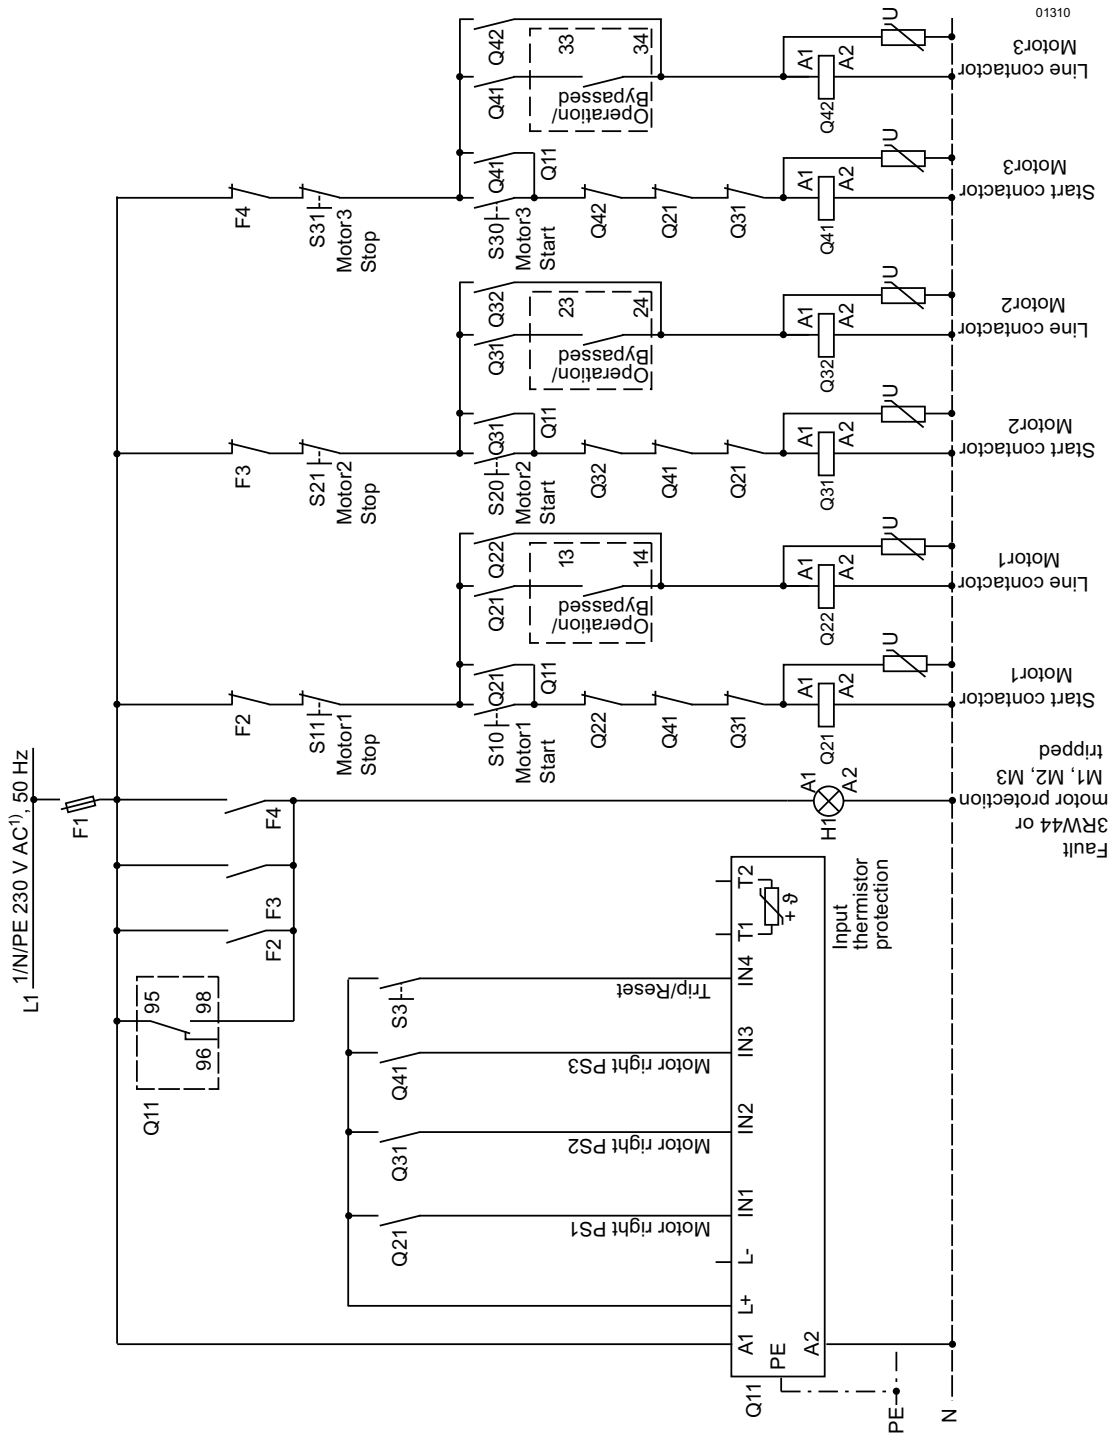 L1 1/N/PE 230 V AC¹⁾, 50 Hz
F1
Q11
95
96
98
F2
F3
F4
Q21
Q31
Q41
S3
Motor right PS1
Motor right PS2
Motor right PS3
Trip/Reset
Q11
A1
L+
L-
IN1
IN2
IN3
IN4
T1
T2
PE
A2
+ ϑ
Input
thermistor
protection
PE
N
H1
A1
A2
Fault
3RW44 or
motor protection
M1, M2, M3
tripped
F2
S11
Motor1
Stop
S10
Motor1
Start
Q21
Q11
Q22
Q41
Q31
Q21
A1
A2
U
Start contactor
Motor1
Q21
Q22
Operation/
Bypassed
13
14
Q22
A1
A2
U
Line contactor
Motor1
F3
S21
Motor2
Stop
S20
Motor2
Start
Q31
Q11
Q32
Q41
Q21
Q31
A1
A2
U
Start contactor
Motor2
Q31
Q32
Operation/
Bypassed
23
24
Q32
A1
A2
U
Line contactor
Motor2
F4
S31
Motor3
Stop
S30
Motor3
Start
Q41
Q11
Q42
Q21
Q31
Q41
A1
A2
U
Start contactor
Motor3
Q41
Q42
Operation/
Bypassed
33
34
Q42
A1
A2
U
Line contactor
Motor3
01310